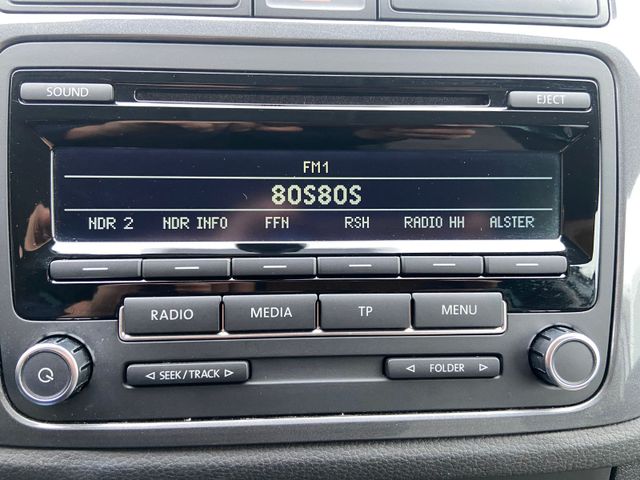 SOUND EJECT
FM1
80S80S
NDR 2 NDR INFO FFN RSH RADIO HH ALSTER
RADIO MEDIA TP MENU
SEEK/TRACK FOLDER